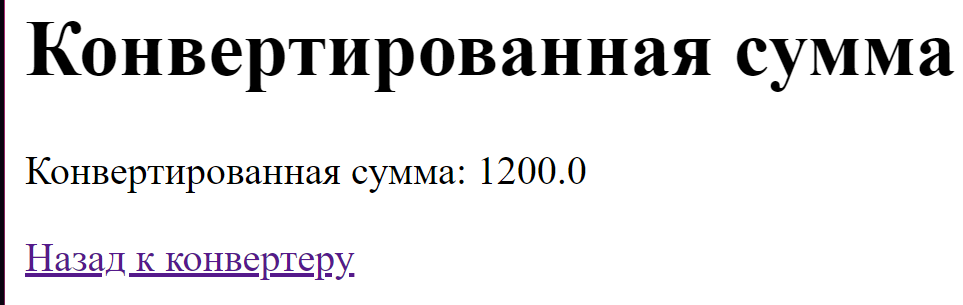 Конвертированная сумма
Конвертированная сумма: 1200.0
Назад к конвертеру